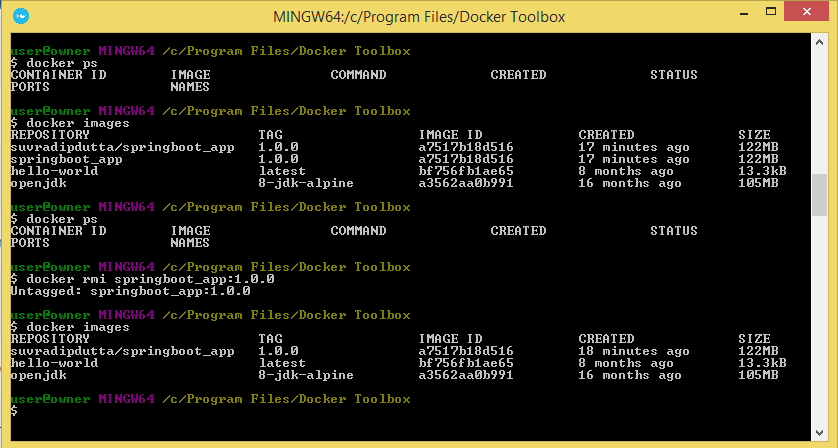 MINGW64:/c/Program Files/Docker Toolbox
user@owner MINGW64 /c/Program Files/Docker Toolbox
$ docker ps
CONTAINER ID        IMAGE               COMMAND             CREATED             STATUS
PORTS               NAMES
user@owner MINGW64 /c/Program Files/Docker Toolbox
$ docker images
REPOSITORY                     TAG                 IMAGE ID            CREATED             SIZE
suvradipdutta/springboot_app   1.0.0               a7517b18d516        17 minutes ago      122MB
springboot_app                 1.0.0               a7517b18d516        17 minutes ago      122MB
hello-world                    latest              bf756fb1ae65        8 months ago        13.3kB
openjdk                        8-jdk-alpine        a3562aa0b991        16 months ago       105MB
user@owner MINGW64 /c/Program Files/Docker Toolbox
$ docker ps
CONTAINER ID        IMAGE               COMMAND             CREATED             STATUS
PORTS               NAMES
user@owner MINGW64 /c/Program Files/Docker Toolbox
$ docker rmi springboot_app:1.0.0
Untagged: springboot_app:1.0.0
user@owner MINGW64 /c/Program Files/Docker Toolbox
$ docker images
REPOSITORY                     TAG                 IMAGE ID            CREATED             SIZE
suvradipdutta/springboot_app   1.0.0               a7517b18d516        18 minutes ago      122MB
hello-world                    latest              bf756fb1ae65        8 months ago        13.3kB
openjdk                        8-jdk-alpine        a3562aa0b991        16 months ago       105MB
user@owner MINGW64 /c/Program Files/Docker Toolbox
$